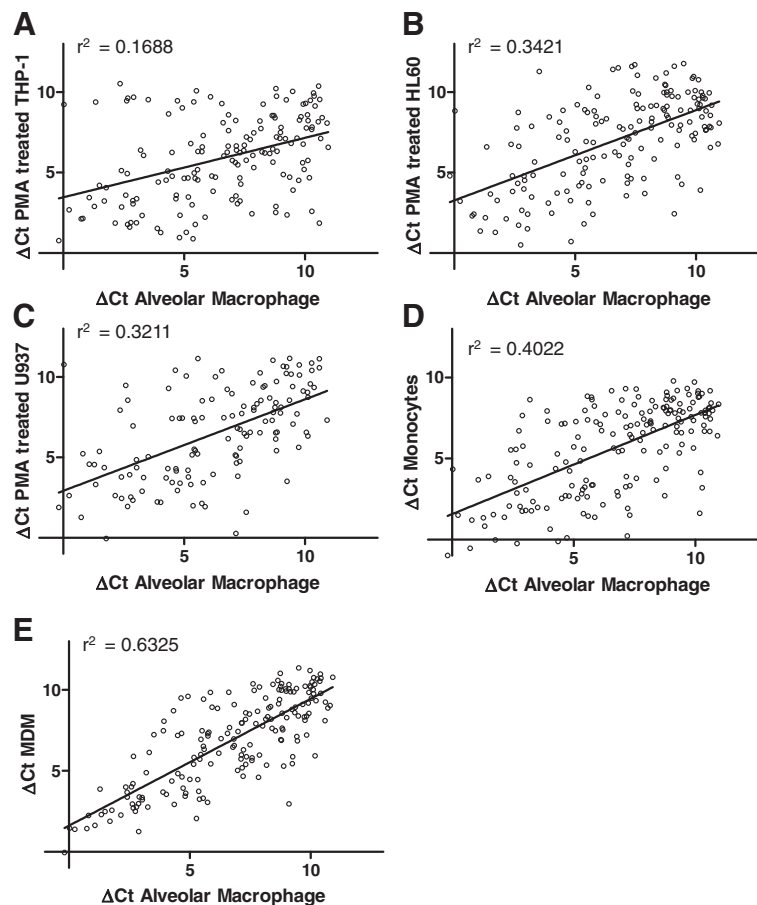 A
r² = 0.1688
10
5
5
10
ΔCt PMA treated THP-1
ΔCt Alveolar Macrophage
B
r² = 0.3421
10
5
5
10
ΔCt PMA treated HL60
ΔCt Alveolar Macrophage
C
r² = 0.3211
10
5
5
10
ΔCt PMA treated U937
ΔCt Alveolar Macrophage
D
r² = 0.4022
10
5
5
10
ΔCt Monocytes
ΔCt Alveolar Macrophage
E
r² = 0.6325
10
5
5
10
ΔCt MDM
ΔCt Alveolar Macrophage